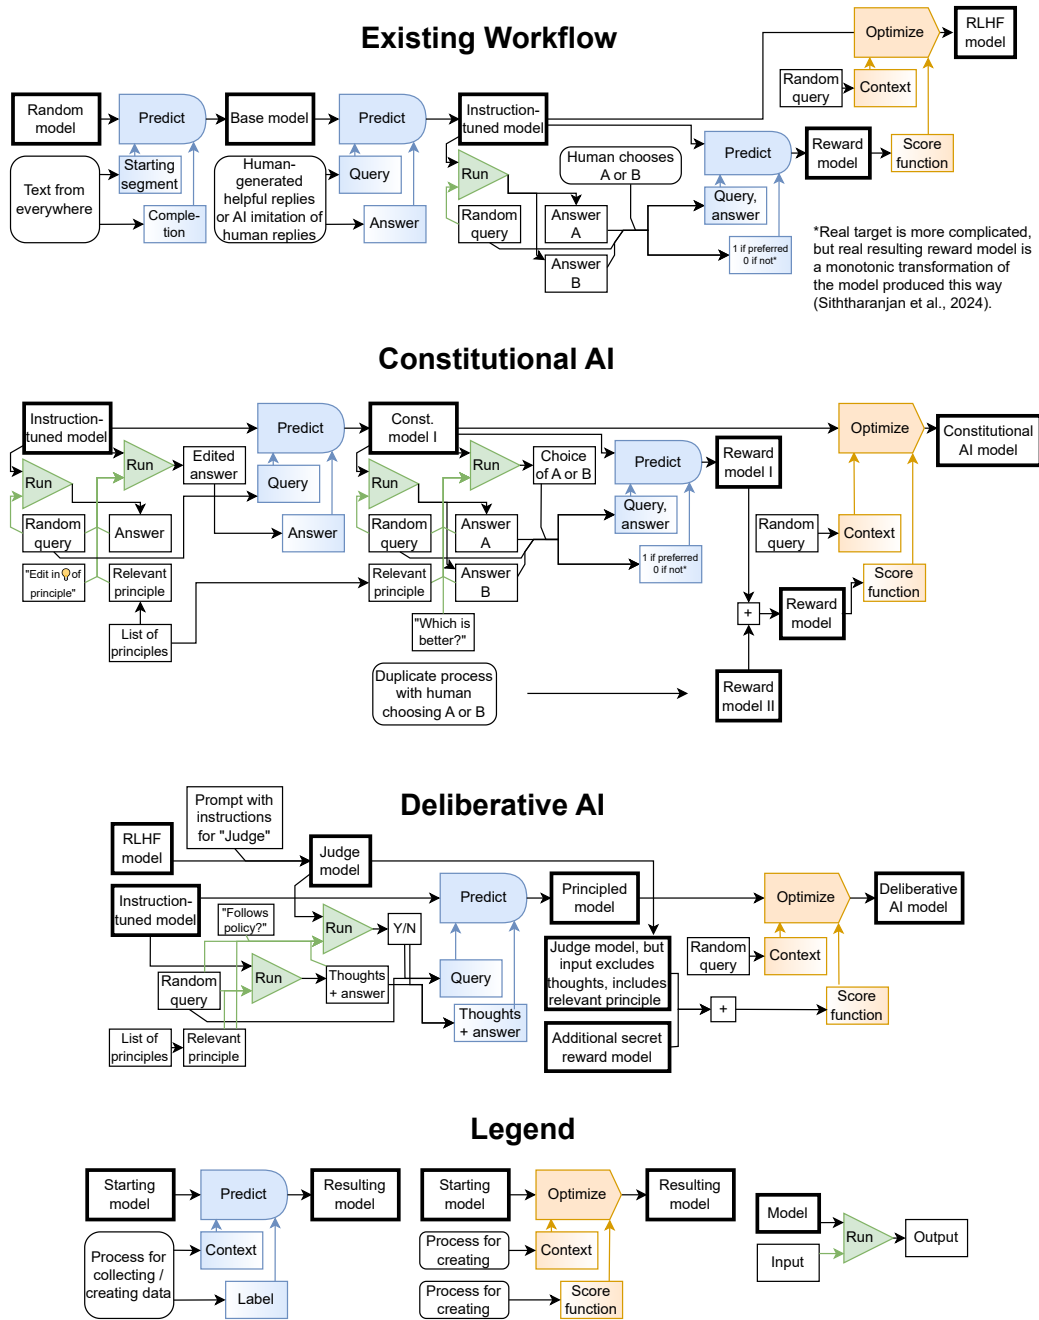 Existing Workflow
Random
model
Predict
Base model
Predict
Instruction-
tuned model
Optimize
RLHF
model
Random
query
Context
Text from
everywhere
Starting
segment
Comple-
tion
Human-
generated
helpful replies
or AI imitation of
human replies
Query
Answer
Run
Random
query
Human chooses
A or B
Answer
A
Answer
B
Predict
Query,
answer
1 if preferred
0 if not*
Reward
model
Score
function
*Real target is more complicated,
but real resulting reward model is
a monotonic transformation of
the model produced this way
(Siththaranjan et al., 2024).
Constitutional AI
Instruction-
tuned model
Run
Run
Edited
answer
Random
query
Answer
"Edit in
of
principle"
Relevant
principle
List of
principles
Predict
Query
Answer
Const.
model I
Run
Run
Choice
of A or B
Random
query
Answer
A
Relevant
principle
Answer
B
"Which is
better?"
Predict
Query,
answer
1 if preferred
0 if not*
Reward
model I
Duplicate process
with human
choosing A or B
Reward
model II
+
Reward
model
Random
query
Context
Score
function
Optimize
Constitutional
AI model
Deliberative AI
Prompt with
instructions
for "Judge"
RLHF
model
Judge
model
Instruction-
tuned model
"Follows
policy?"
Run
Y/N
Run
Random
query
Thoughts
+ answer
List of
principles
Relevant
principle
Predict
Query
Thoughts
+ answer
Principled
model
Judge model, but
input excludes
thoughts, includes
relevant principle
Additional secret
reward model
+
Random
query
Context
Score
function
Optimize
Deliberative
AI model
Legend
Starting
model
Predict
Resulting
model
Process for
collecting /
creating data
Context
Label
Starting
model
Optimize
Resulting
model
Process for
creating
Context
Process for
creating
Score
function
Model
Input
Run
Output